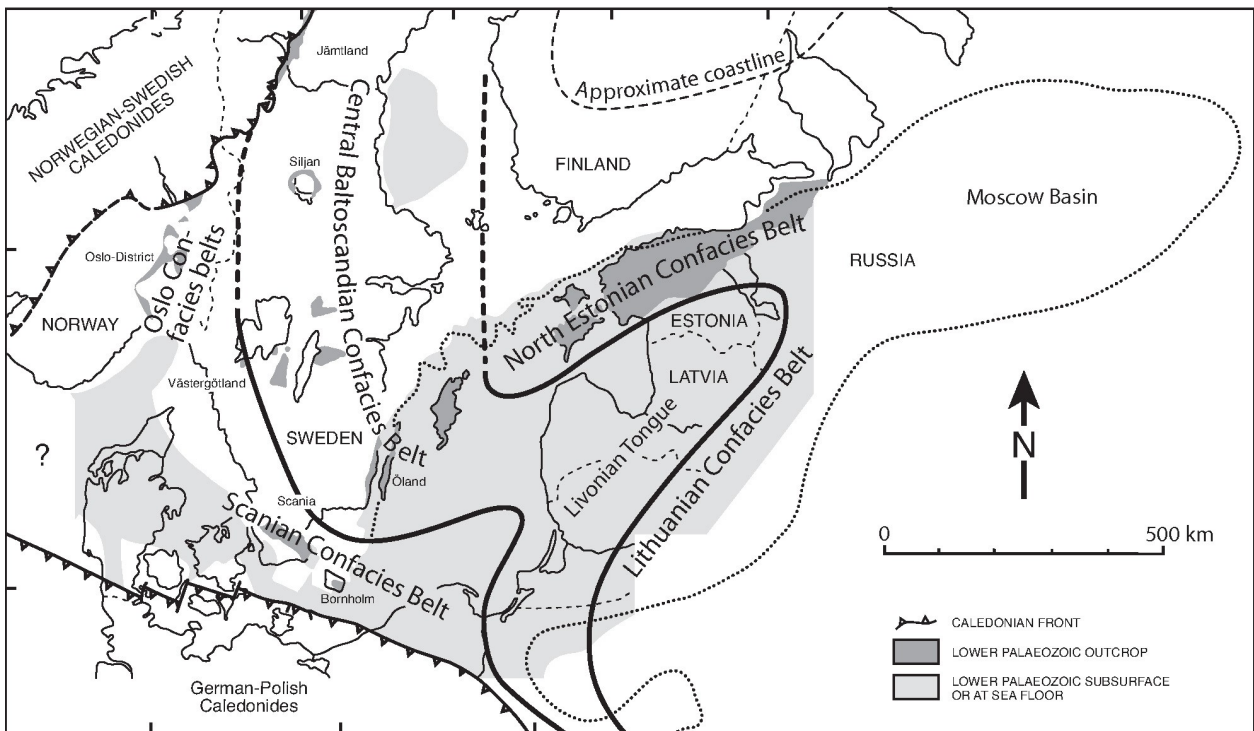 Jämtland
NORWEGIAN-SWEDISH
CALEDONIDES
Central Baltoscandian Confacies Belt
Approximate coastline
FINLAND
Siljan
Moscow Basin
Oslo-District
Oslo Con-
facies belts
North Estonian Confacies Belt
RUSSIA
NORWAY
ESTONIA
LATVIA
Västergötland
SWEDEN
Livonian Tongue
Lithuanian Confacies Belt
?
Öland
N
Scania
Scanian Confacies Belt
0
500 km
Bornholm
German-Polish
Caledonides
CALEDONIAN FRONT
LOWER PALAEOZOIC OUTCROP
LOWER PALAEOZOIC SUBSURFACE
OR AT SEA FLOOR